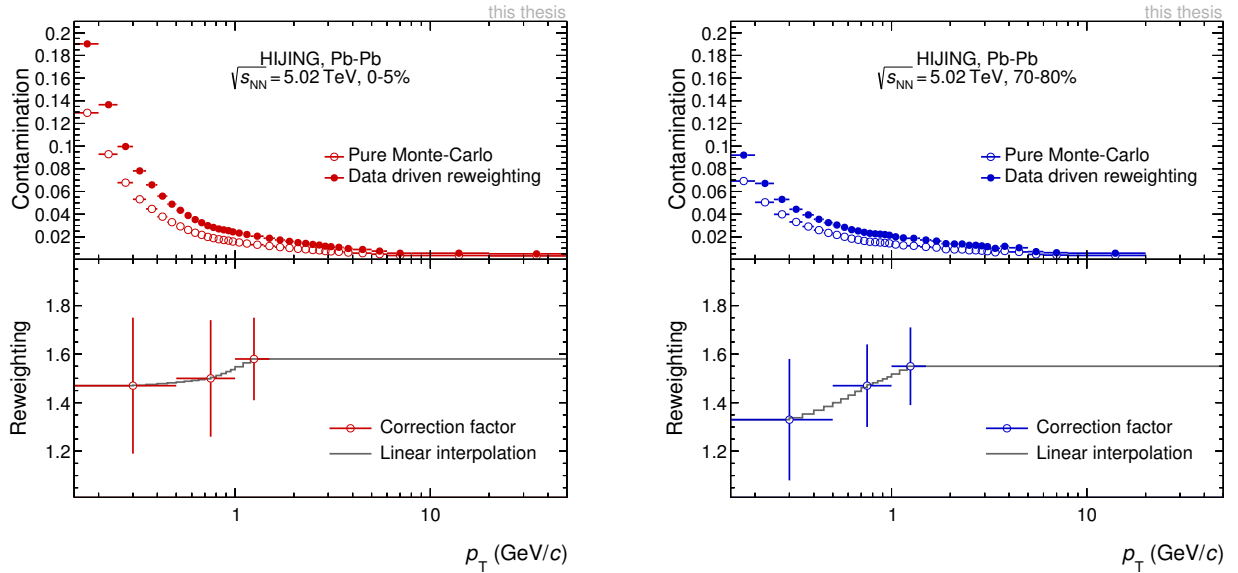 this thesis
0.2
0.18
0.16
0.14
0.12
0.1
0.08
0.06
0.04
0.02
Contamination
HIJING, Pb-Pb
√sNN = 5.02 TeV, 0-5%
Pure Monte-Carlo
Data driven reweighting
1.8
1.6
1.4
1.2
Reweighting
Correction factor
Linear interpolation
1
10
pT (GeV/c)
this thesis
0.2
0.18
0.16
0.14
0.12
0.1
0.08
0.06
0.04
0.02
Contamination
HIJING, Pb-Pb
√sNN = 5.02 TeV, 70-80%
Pure Monte-Carlo
Data driven reweighting
1.8
1.6
1.4
1.2
Reweighting
Correction factor
Linear interpolation
1
10
pT (GeV/c)